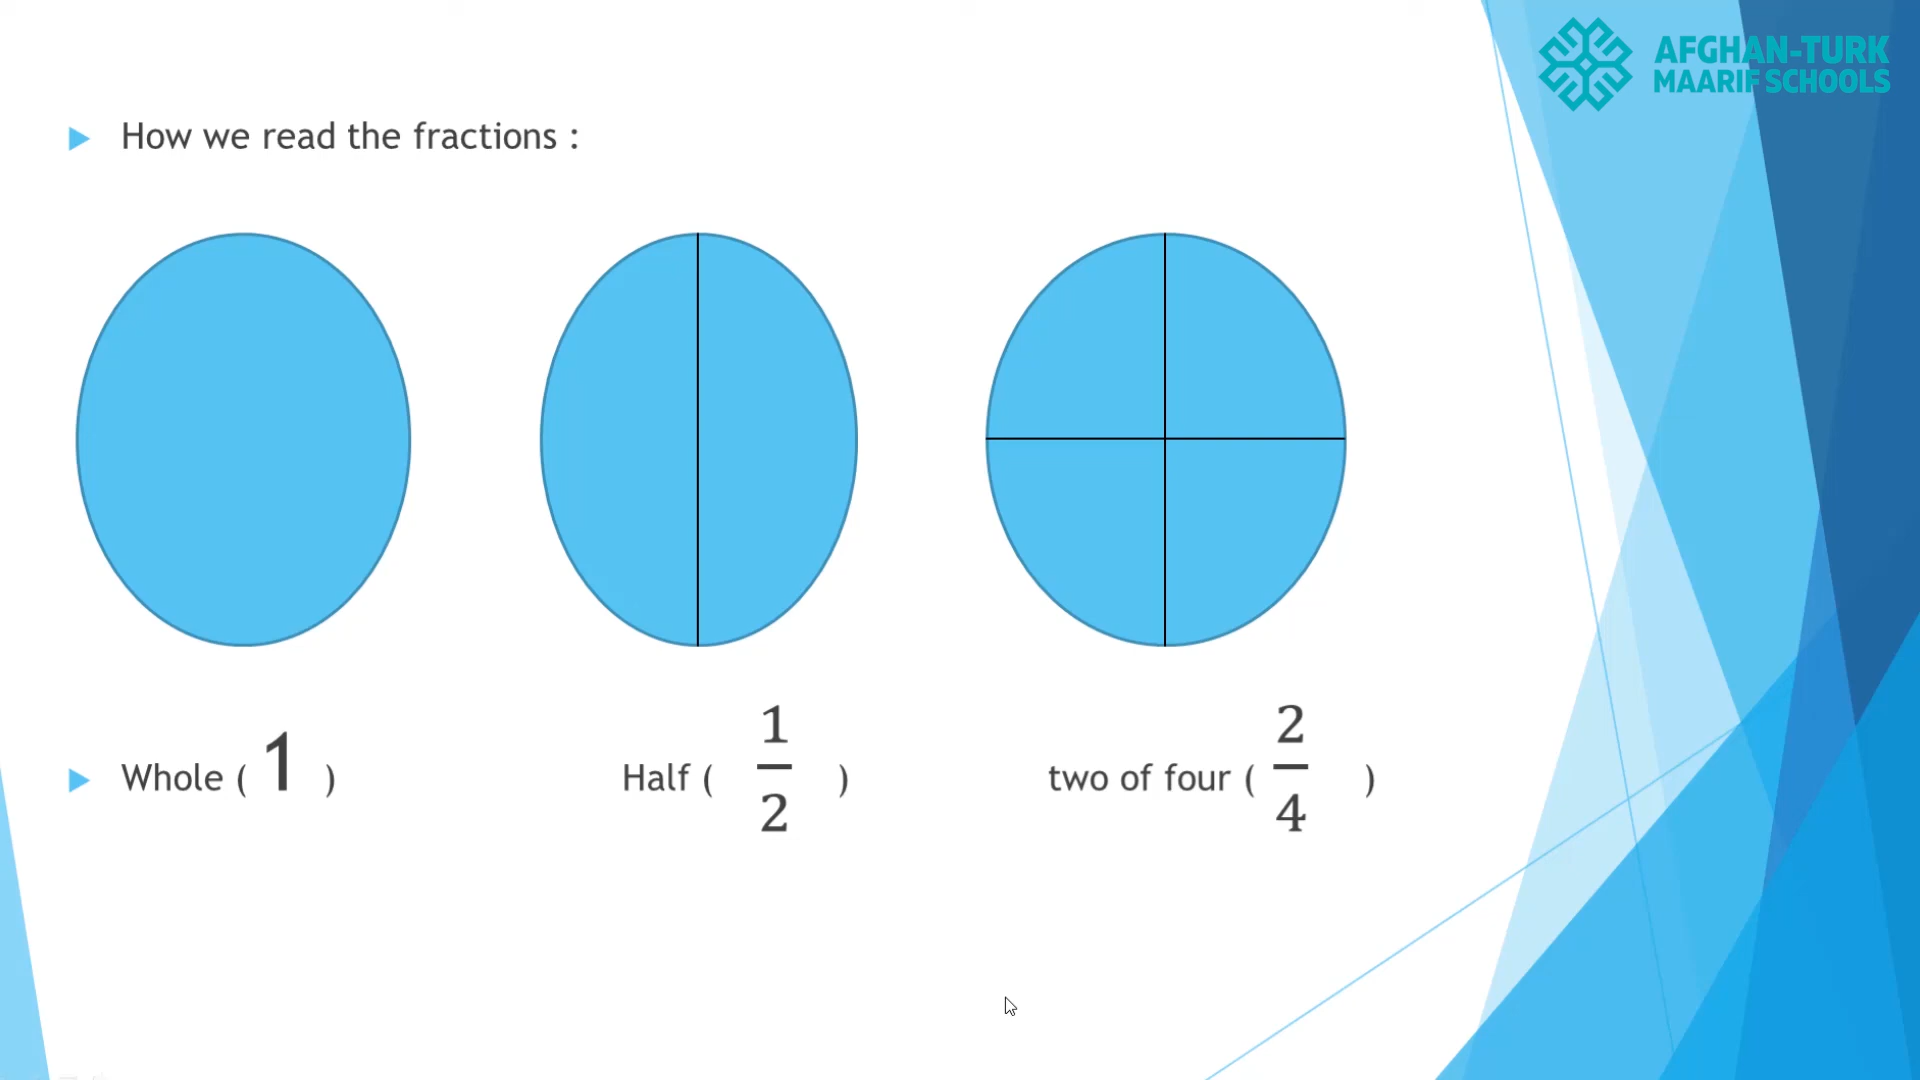 AFGHAN-TURK
MAARIF SCHOOLS
How we read the fractions :
Whole ( 1 ) Half ( 1/2 ) two of four ( 2/4 )